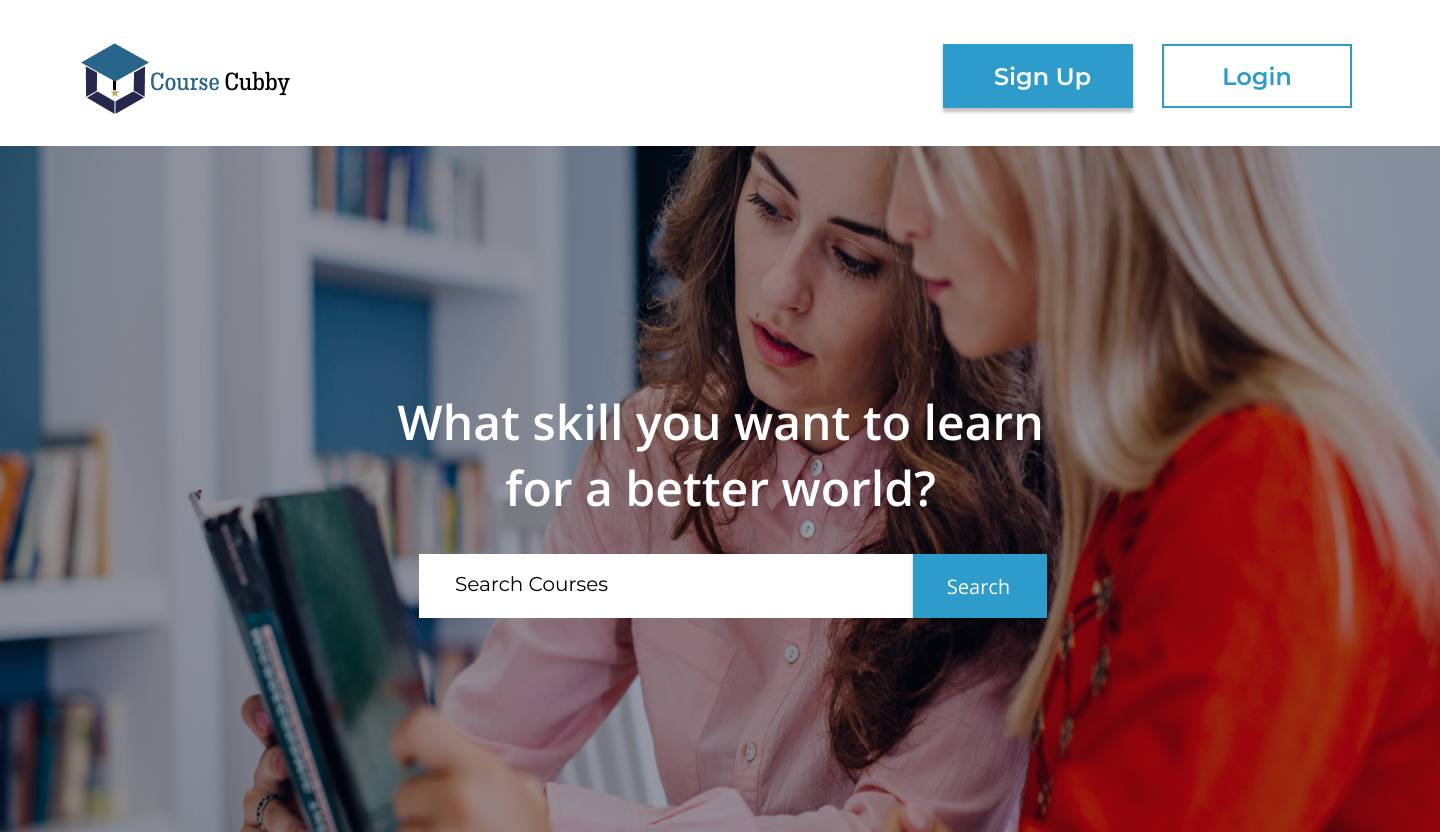 Course Cubby
Sign Up
Login
What skill you want to learn
for a better world?
Search Courses
Search